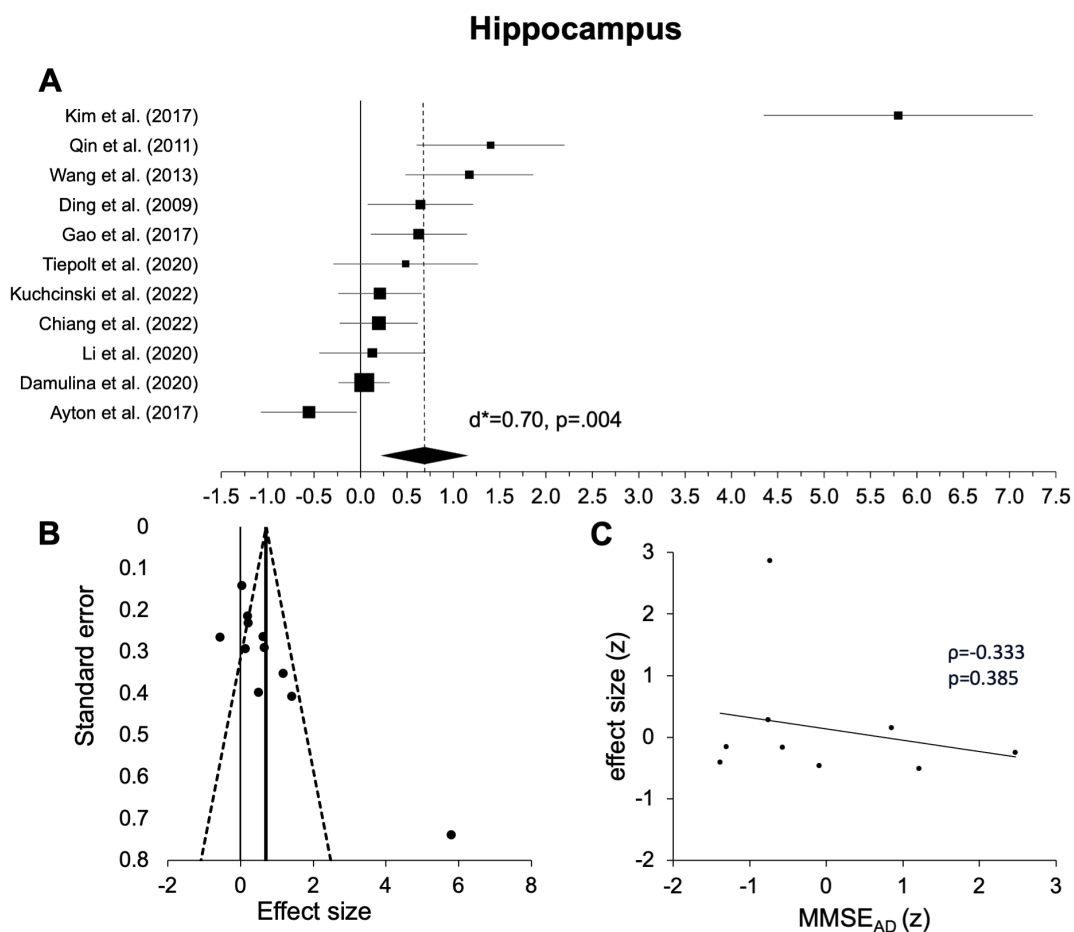 Hippocampus
A
Kim et al. (2017)
Qin et al. (2011)
Wang et al. (2013)
Ding et al. (2009)
Gao et al. (2017)
Tiepolt et al. (2020)
Kuchcinski et al. (2022)
Chiang et al. (2022)
Li et al. (2020)
Damulina et al. (2020)
Ayton et al. (2017)
d*=0.70, p=.004
-1.5 -1.0 -0.5 0.0 0.5 1.0 1.5 2.0 2.5 3.0 3.5 4.0 4.5 5.0 5.5 6.0 6.5 7.0 7.5
B
Standard error
0
0.1
0.2
0.3
0.4
0.5
0.6
0.7
0.8
-2 0 2 4 6 8
Effect size
C
effect size (z)
3
2
1
0
-1
-2
ρ=-0.333
p=0.385
-2 -1 0 1 2 3
MMSEAD (z)